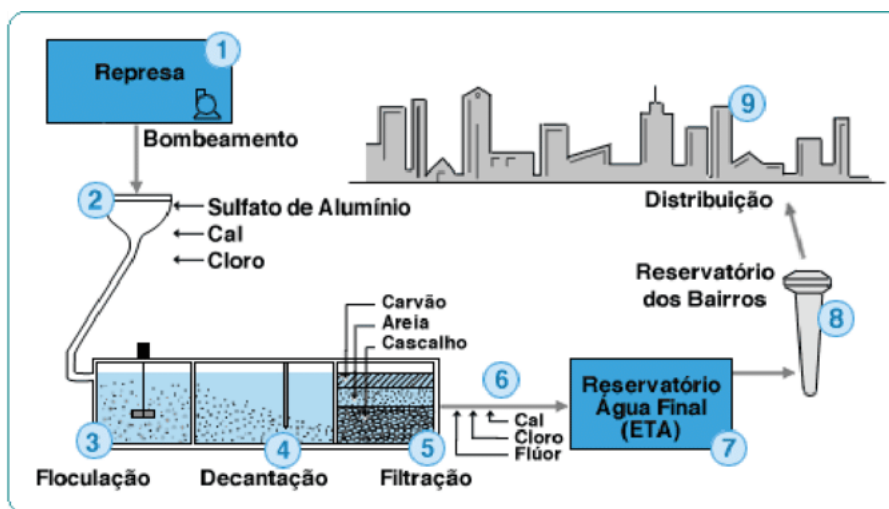 1
Represa
Bombeamento
2
Sulfato de Alumínio
Cal
Cloro
3
Floculação
4
Decantação
Carvão
Areia
Cascalho
5
Filtração
6
Cal
Cloro
Flúor
Reservatório
Água Final
(ETA)
7
Reservatório
dos Bairros
8
9
Distribuição